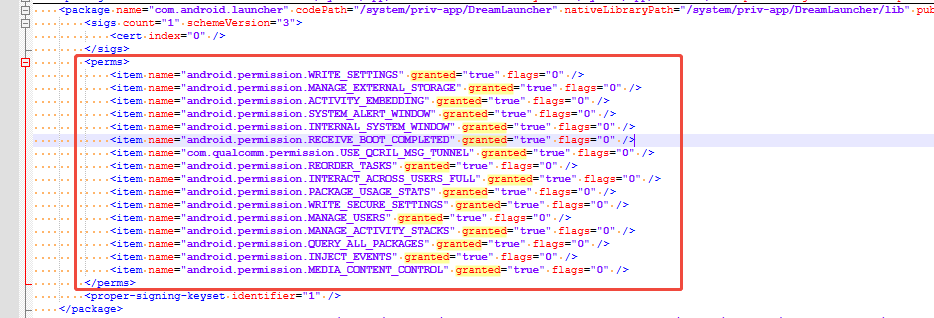 <package name="com.android.launcher" codePath="/system/priv-app/DreamLauncher" nativeLibraryPath="/system/priv-app/DreamLauncher/lib" pub
<sigs count="1" schemeVersion="3">
<cert index="0" />
</sigs>
<perms>
<item name="android.permission.WRITE_SETTINGS" granted="true" flags="0" />
<item name="android.permission.MANAGE_EXTERNAL_STORAGE" granted="true" flags="0" />
<item name="android.permission.ACTIVITY_EMBEDDING" granted="true" flags="0" />
<item name="android.permission.SYSTEM_ALERT_WINDOW" granted="true" flags="0" />
<item name="android.permission.INTERNAL_SYSTEM_WINDOW" granted="true" flags="0" />
<item name="android.permission.RECEIVE_BOOT_COMPLETED" granted="true" flags="0" />
<item name="com.qualcomm.permission.USE_QCRIL_MSG_TUNNEL" granted="true" flags="0" />
<item name="android.permission.REORDER_TASKS" granted="true" flags="0" />
<item name="android.permission.INTERACT_ACROSS_USERS_FULL" granted="true" flags="0" />
<item name="android.permission.PACKAGE_USAGE_STATS" granted="true" flags="0" />
<item name="android.permission.WRITE_SECURE_SETTINGS" granted="true" flags="0" />
<item name="android.permission.MANAGE_USERS" granted="true" flags="0" />
<item name="android.permission.MANAGE_ACTIVITY_STACKS" granted="true" flags="0" />
<item name="android.permission.QUERY_ALL_PACKAGES" granted="true" flags="0" />
<item name="android.permission.INJECT_EVENTS" granted="true" flags="0" />
<item name="android.permission.MEDIA_CONTENT_CONTROL" granted="true" flags="0" />
</perms>
<proper-signing-keyset identifier="1" />
</package>